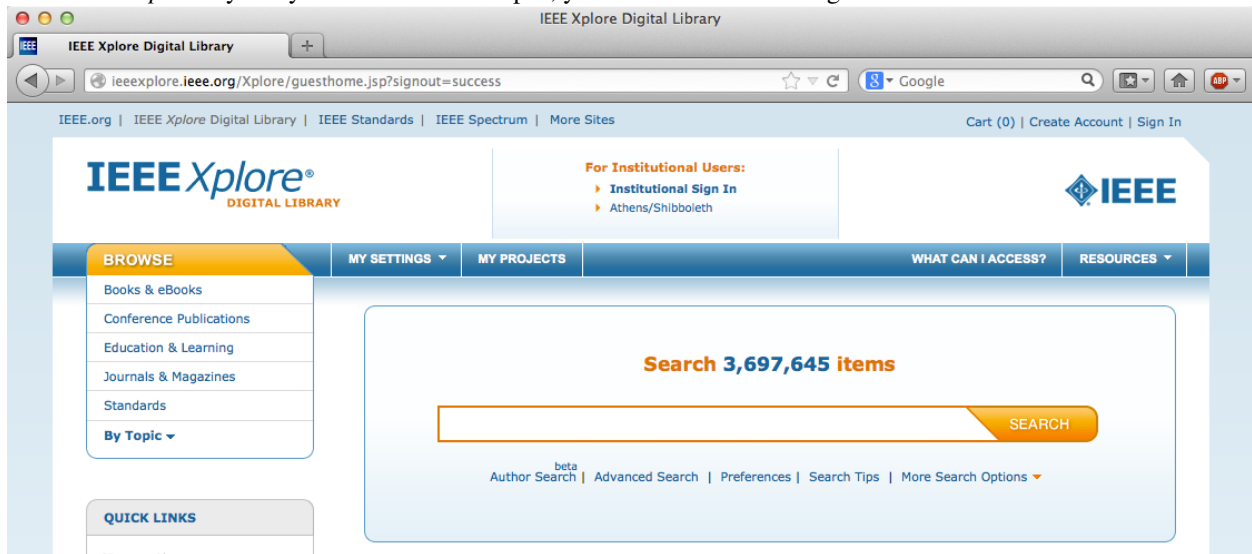 IEEE Xplore Digital Library
IEEE IEEE Xplore Digital Library +
ieeexplore.ieee.org/Xplore/guesthome.jsp?signout=success Google ABP
IEEE.org | IEEE Xplore Digital Library | IEEE Standards | IEEE Spectrum | More Sites Cart (0) | Create Account | Sign In
IEEE Xplore®
DIGITAL LIBRARY
For Institutional Users:
Institutional Sign In
Athens/Shibboleth
IEEE
BROWSE MY SETTINGS MY PROJECTS WHAT CAN I ACCESS? RESOURCES
Books & eBooks
Conference Publications
Education & Learning
Journals & Magazines
Standards
By Topic
Search 3,697,645 items
SEARCH
beta
Author Search | Advanced Search | Preferences | Search Tips | More Search Options
QUICK LINKS